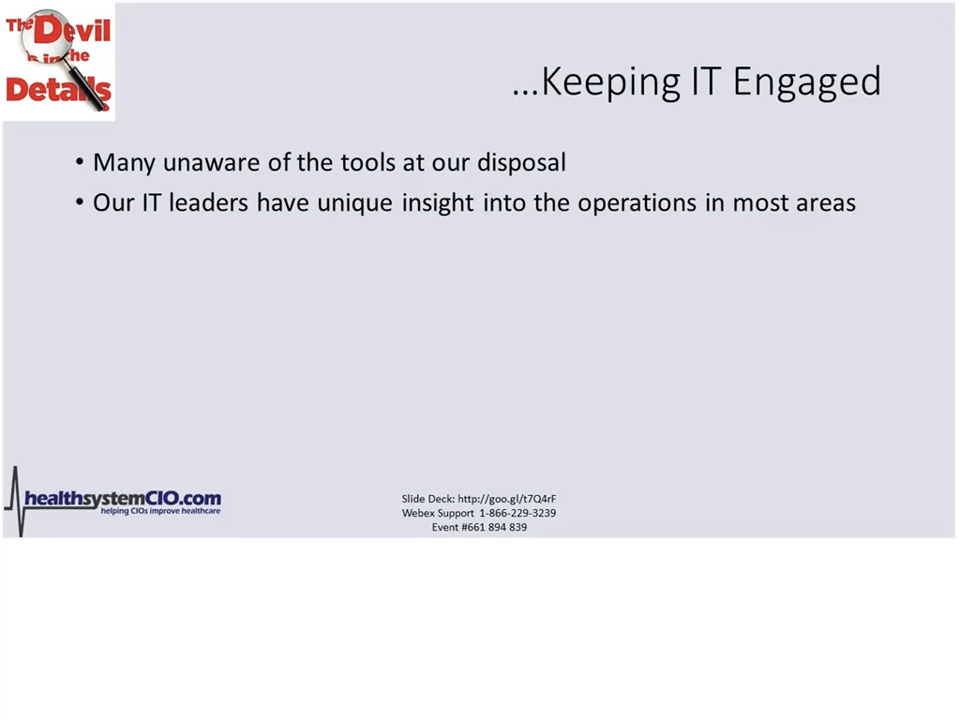 The Devil
is in the
Details
...Keeping IT Engaged
• Many unaware of the tools at our disposal
• Our IT leaders have unique insight into the operations in most areas
healthsystemCIO.com
helping CIOs improve healthcare
Slide Deck: http://goo.gl/t7Q4rF
Webex Support 1-866-229-3239
Event #661 894 839